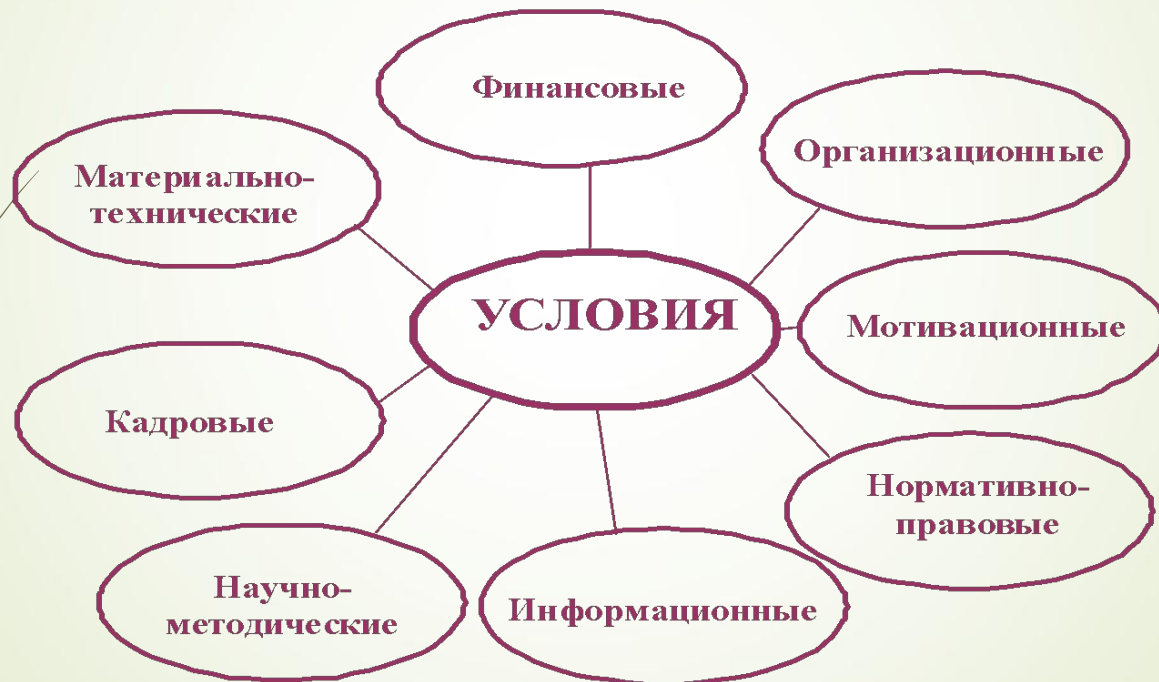 Финансовые
Организационные
Материально-
технические
УСЛОВИЯ
Мотивационные
Кадровые
Нормативно-
правовые
Научно-
методические
Информационные